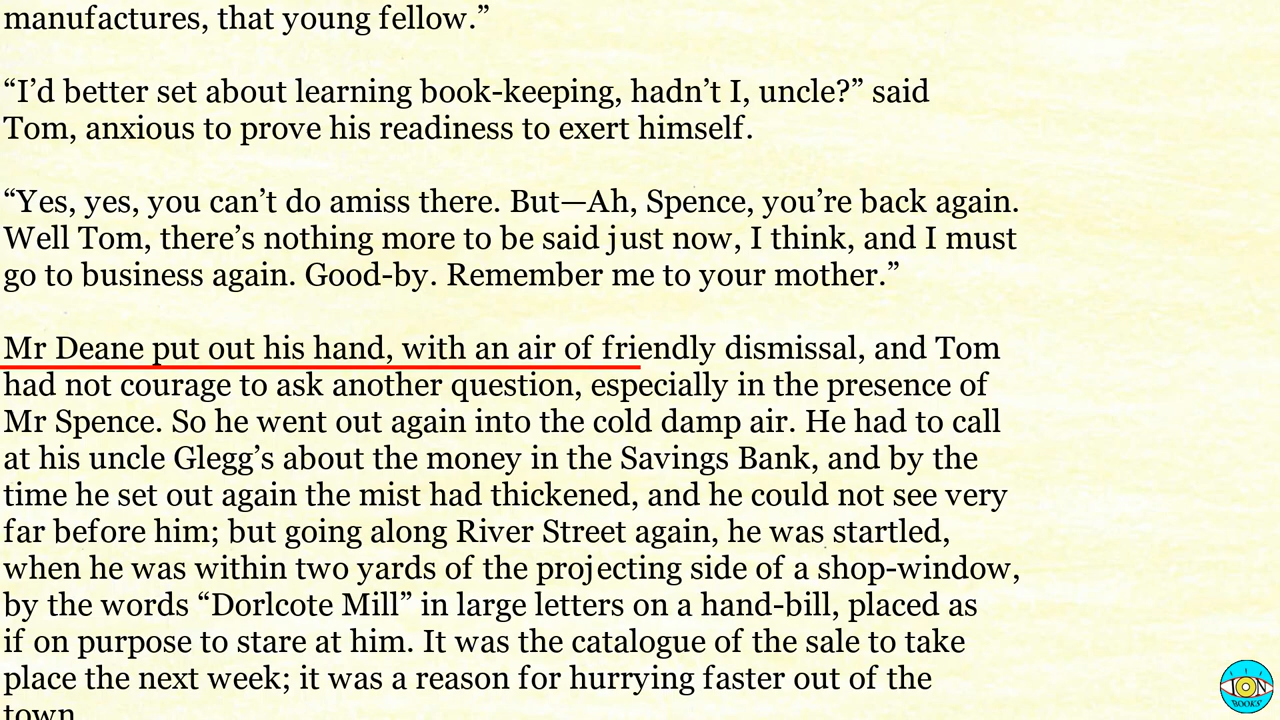 manufactures, that young fellow.”
“I’d better set about learning book-keeping, hadn’t I, uncle?” said
Tom, anxious to prove his readiness to exert himself.
“Yes, yes, you can’t do amiss there. But—Ah, Spence, you’re back again.
Well Tom, there’s nothing more to be said just now, I think, and I must
go to business again. Good-by. Remember me to your mother.”
Mr Deane put out his hand, with an air of friendly dismissal, and Tom
had not courage to ask another question, especially in the presence of
Mr Spence. So he went out again into the cold damp air. He had to call
at his uncle Glegg’s about the money in the Savings Bank, and by the
time he set out again the mist had thickened, and he could not see very
far before him; but going along River Street again, he was startled,
when he was within two yards of the projecting side of a shop-window,
by the words “Dorlcote Mill” in large letters on a hand-bill, placed as
if on purpose to stare at him. It was the catalogue of the sale to take
place the next week; it was a reason for hurrying faster out of the
town.
ION
BOOKS